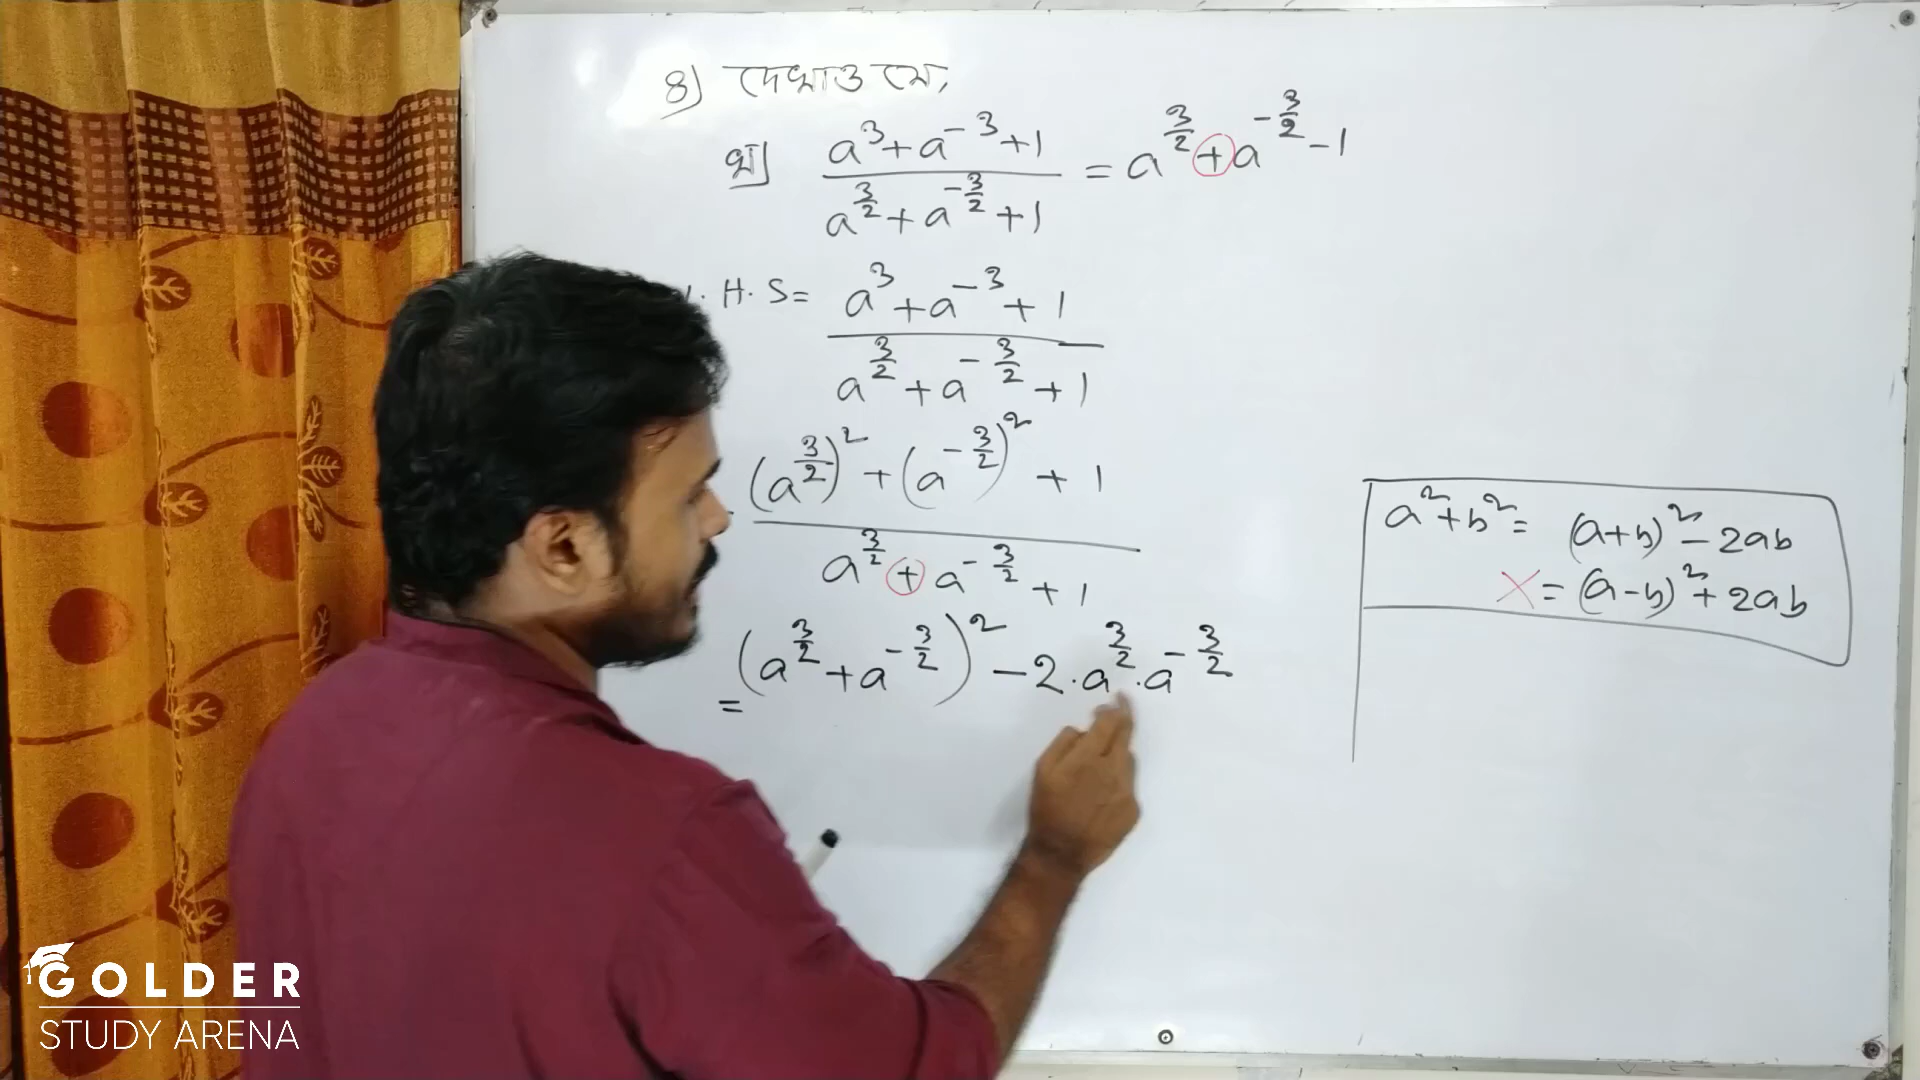 8) দেখাও যে,
খ) (a^3 + a^-3 + 1)/(a^(3/2) + a^(-3/2) + 1) = a^(3/2) + a^(-3/2) - 1
. H. S = (a^3 + a^-3 + 1)/(a^(3/2) + a^(-3/2) + 1)
((a^(3/2))^2 + (a^(-3/2))^2 + 1)/(a^(3/2) + a^(-3/2) + 1)
= (a^(3/2) + a^(-3/2))^2 - 2 · a^(3/2) · a^(-3/2)
a^2 + b^2 = (a+b)^2 - 2ab
× = (a-b)^2 + 2ab
GOLDER
STUDY ARENA